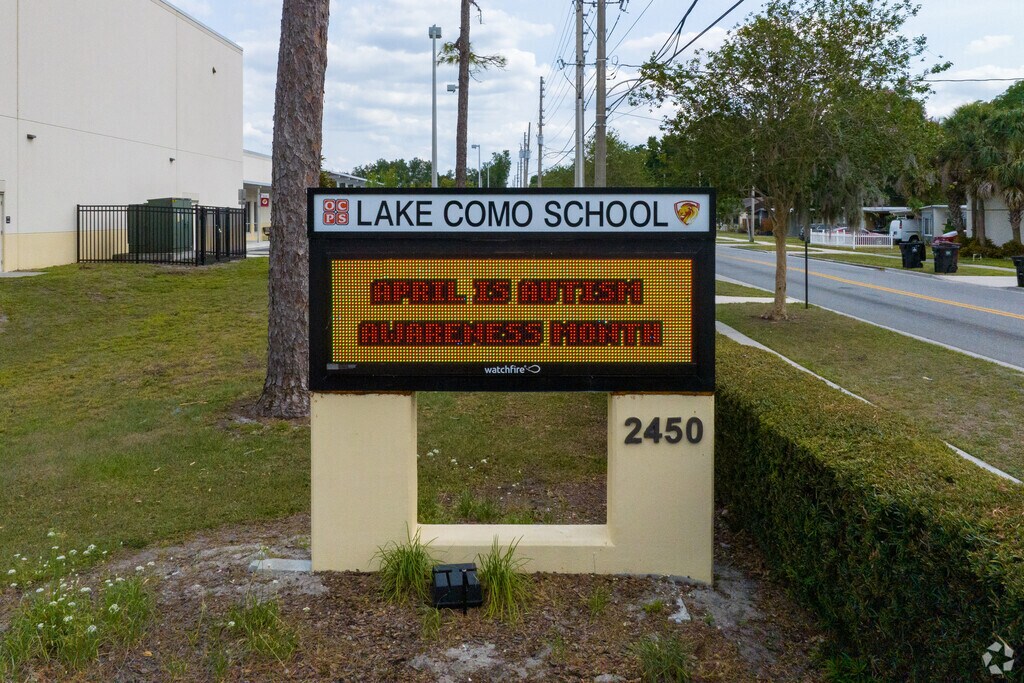 OC
PS
LAKE COMO SCHOOL
APRIL IS AUTISM
AWARENESS MONTH
watchfire
2450